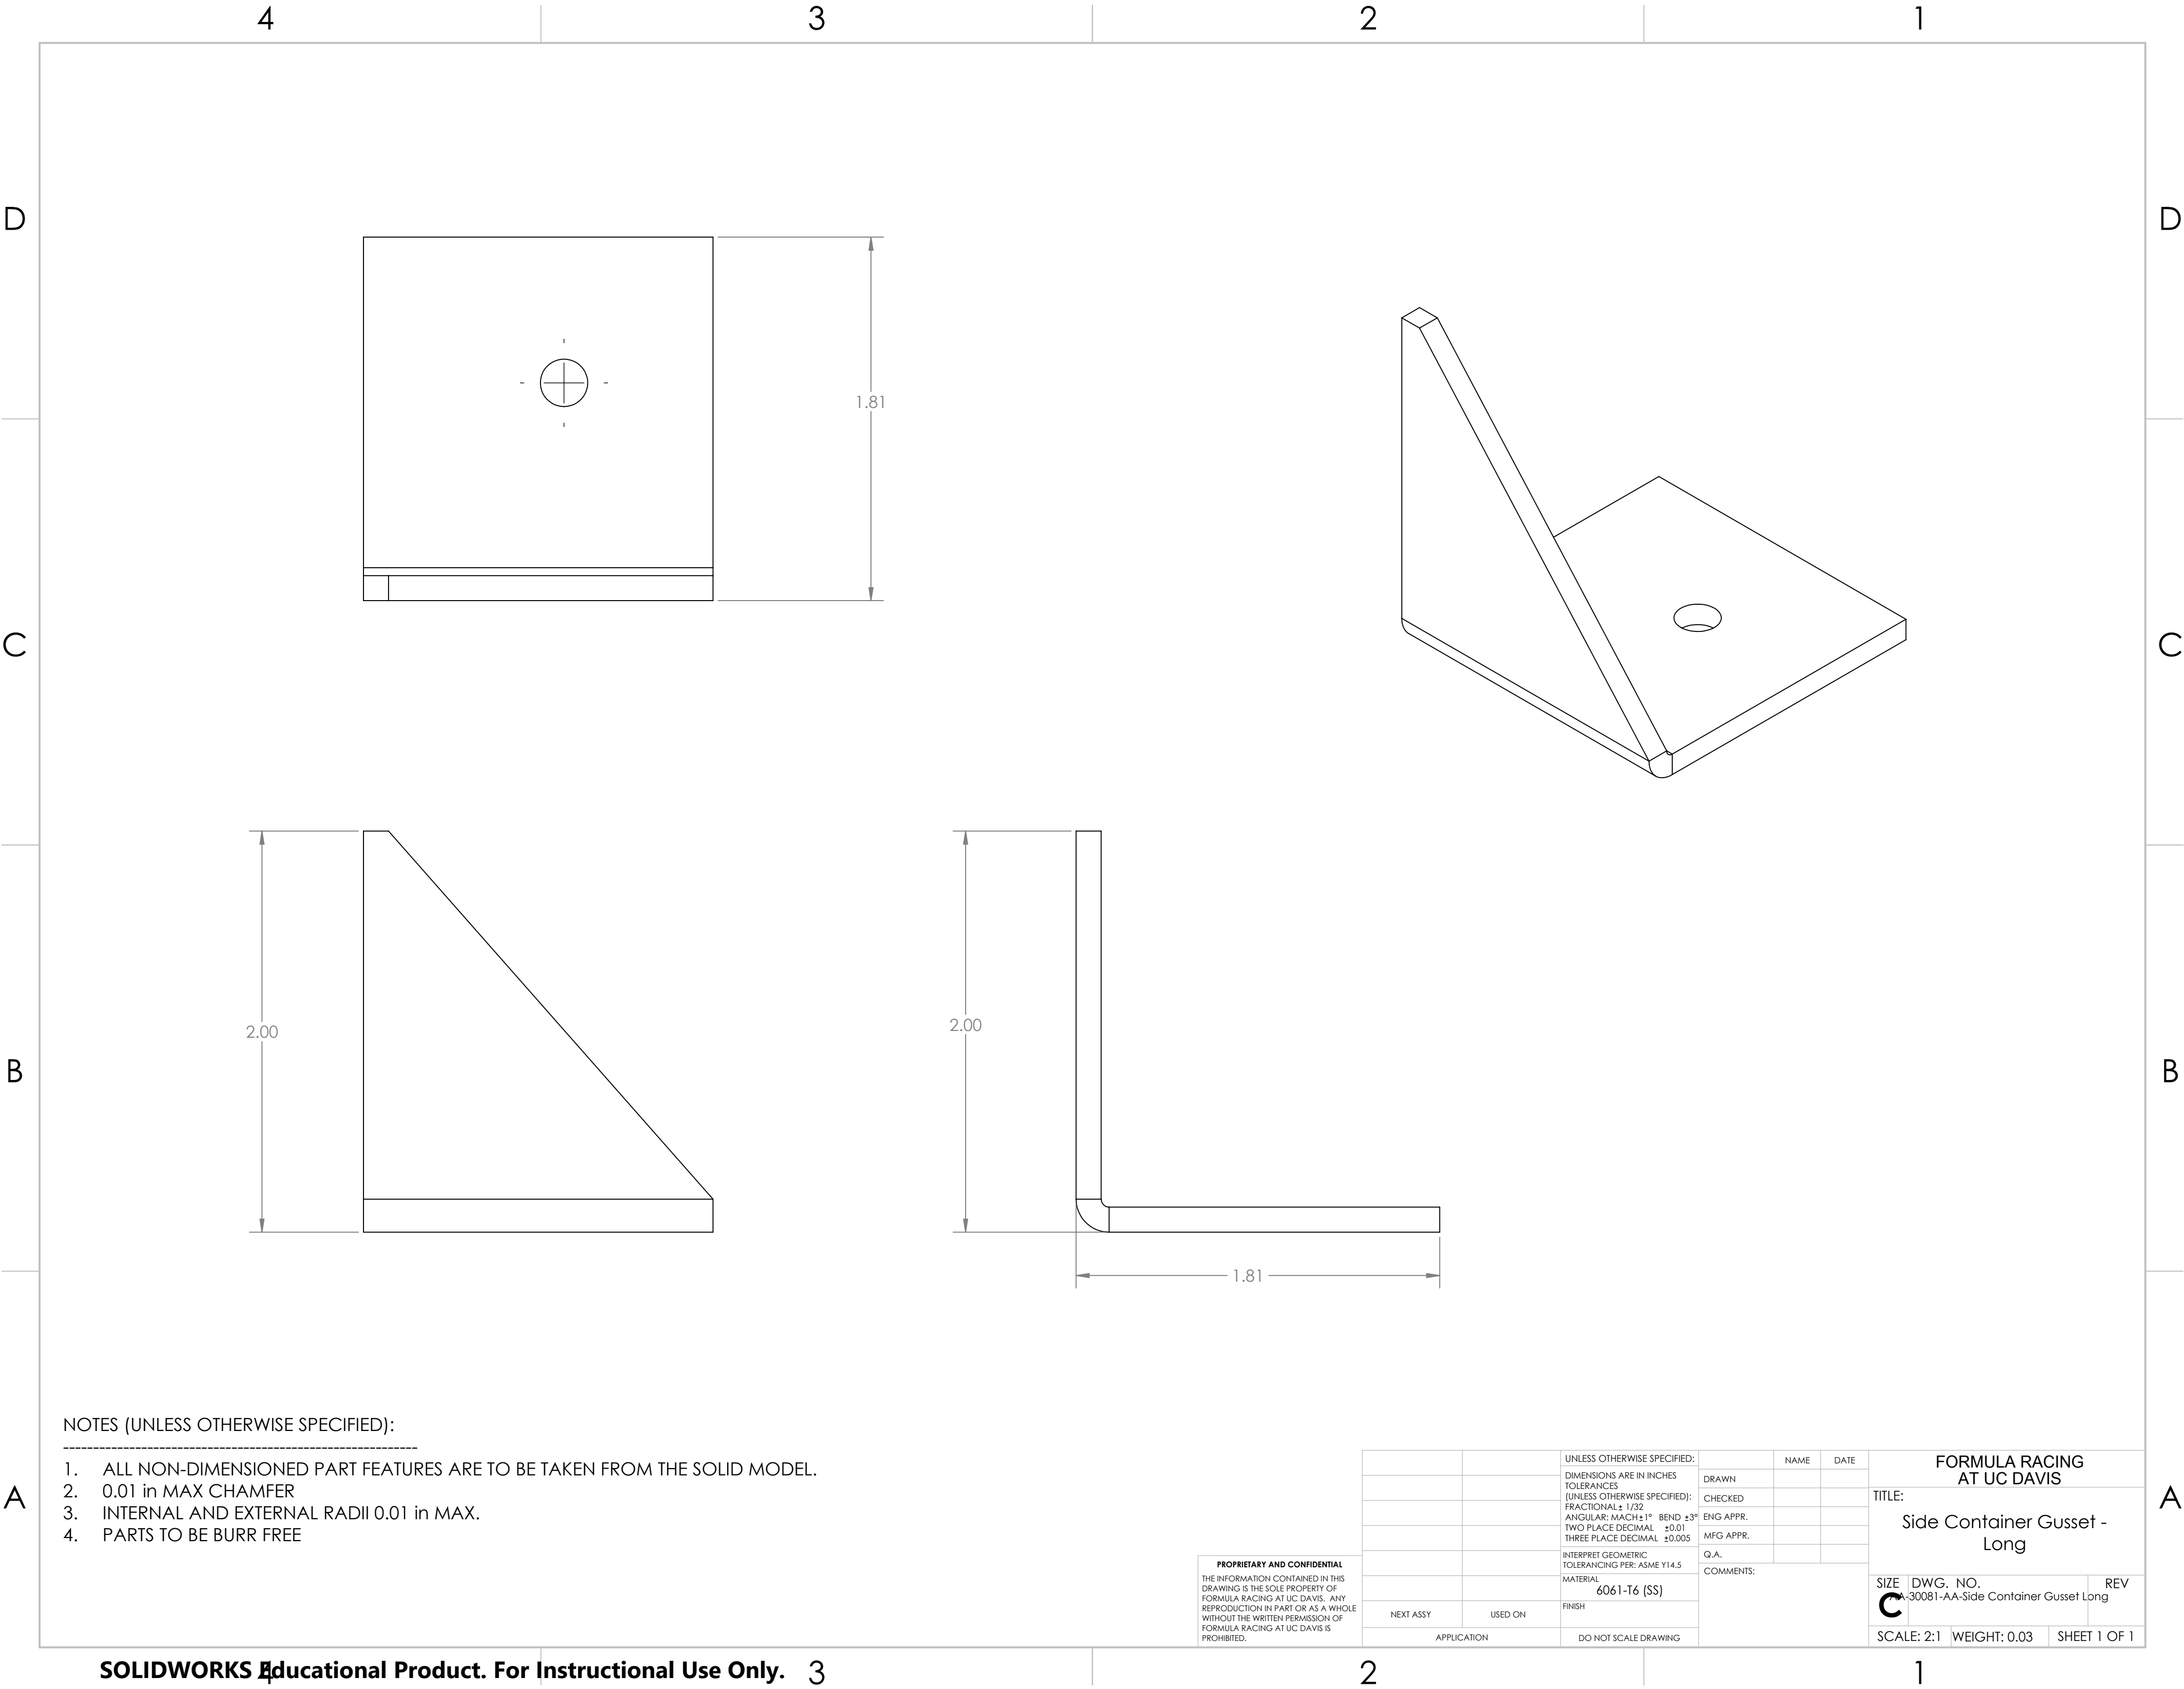 4 3 2 1
D D
1.81
C C
2.00
2.00
B B
1.81
NOTES (UNLESS OTHERWISE SPECIFIED):
-----------------------------------------------------------
1. ALL NON-DIMENSIONED PART FEATURES ARE TO BE TAKEN FROM THE SOLID MODEL.
2. 0.01 in MAX CHAMFER
3. INTERNAL AND EXTERNAL RADII 0.01 in MAX.
4. PARTS TO BE BURR FREE
A A
PROPRIETARY AND CONFIDENTIAL
THE INFORMATION CONTAINED IN THIS
DRAWING IS THE SOLE PROPERTY OF
FORMULA RACING AT UC DAVIS. ANY
REPRODUCTION IN PART OR AS A WHOLE
WITHOUT THE WRITTEN PERMISSION OF
FORMULA RACING AT UC DAVIS IS
PROHIBITED.
NEXT ASSY USED ON
APPLICATION
UNLESS OTHERWISE SPECIFIED:
DIMENSIONS ARE IN INCHES
TOLERANCES
(UNLESS OTHERWISE SPECIFIED):
FRACTIONAL± 1/32
ANGULAR: MACH±1° BEND ±3°
TWO PLACE DECIMAL ±0.01
THREE PLACE DECIMAL ±0.005
INTERPRET GEOMETRIC
TOLERANCING PER: ASME Y14.5
MATERIAL
6061-T6 (SS)
FINISH
DO NOT SCALE DRAWING
NAME DATE
DRAWN
CHECKED
ENG APPR.
MFG APPR.
Q.A.
COMMENTS:
FORMULA RACING
AT UC DAVIS
TITLE:
Side Container Gusset -
Long
SIZE DWG. NO. REV
C AA-30081-AA-Side Container Gusset Long
SCALE: 2:1 WEIGHT: 0.03 SHEET 1 OF 1
SOLIDWORKS Educational Product. For Instructional Use Only.
4 3 2 1